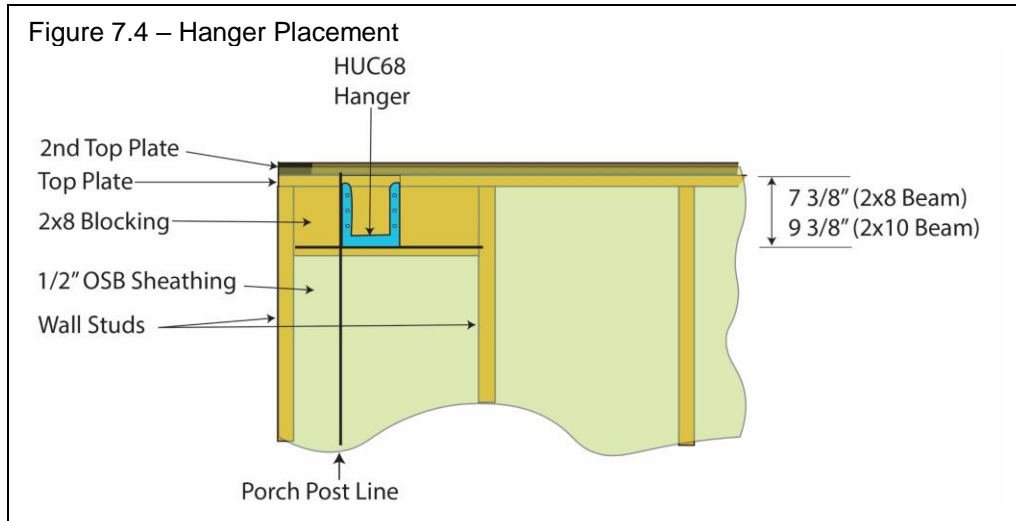 Figure 7.4 – Hanger Placement
HUC68
Hanger
2nd Top Plate
Top Plate
2x8 Blocking
7 3/8” (2x8 Beam)
9 3/8” (2x10 Beam)
1/2” OSB Sheathing
Wall Studs
Porch Post Line